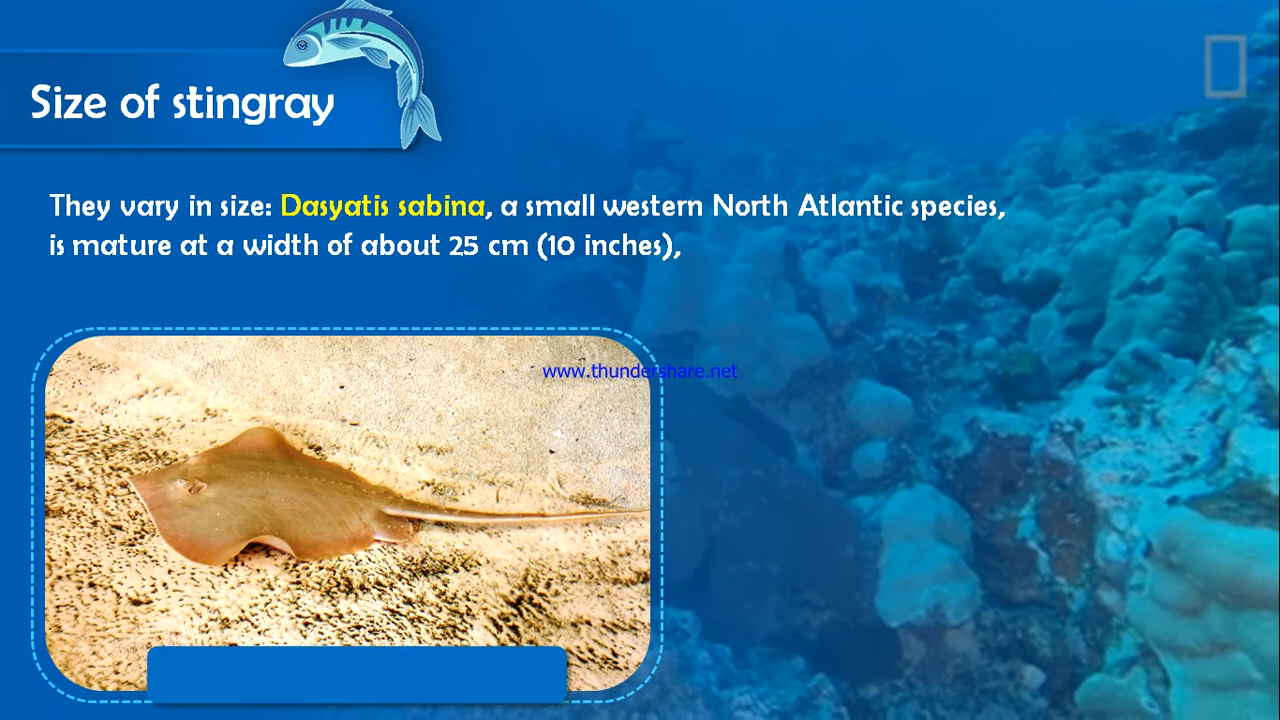 Size of stingray
They vary in size: Dasyatis sabina, a small western North Atlantic species,
is mature at a width of about 25 cm (10 inches),
www.thundershare.net